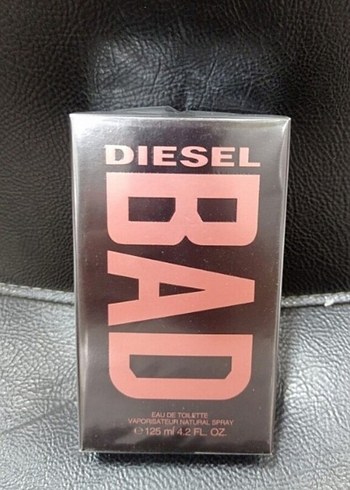 DIESEL
BAD
EAU DE TOILETTE
VAPORISATEUR NATURAL SPRAY
℮ 125 ml 4.2 FL. OZ.